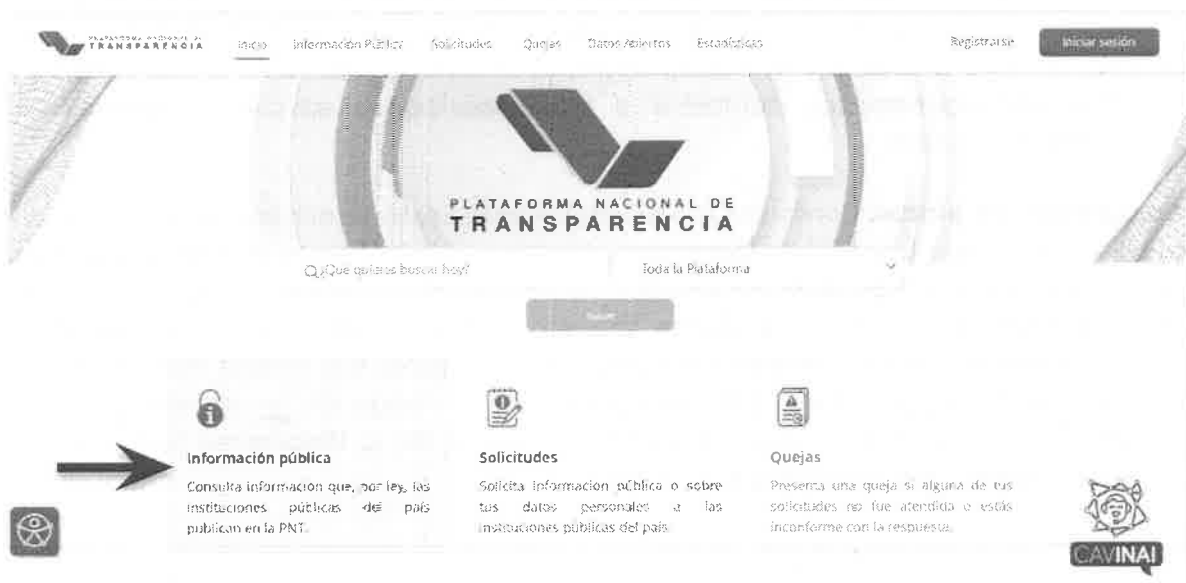 PLATAFORMA NACIONAL DE
TRANSPARENCIA
Inicio Información Pública Solicitudes Quejas Datos Abiertos Estadísticas Registrarse Iniciar sesión
PLATAFORMA NACIONAL DE
TRANSPARENCIA
¿Qué quieres buscar hoy? Toda la Plataforma
Información pública
Consulta información que, por ley, las
instituciones públicas del país
publican en la PNT.
Solicitudes
Solicita información pública o sobre
tus datos personales a las
instituciones públicas del país.
Quejas
Presenta una queja si alguna de tus
solicitudes no fue atendida o estás
inconforme con la respuesta.
CAVINAI